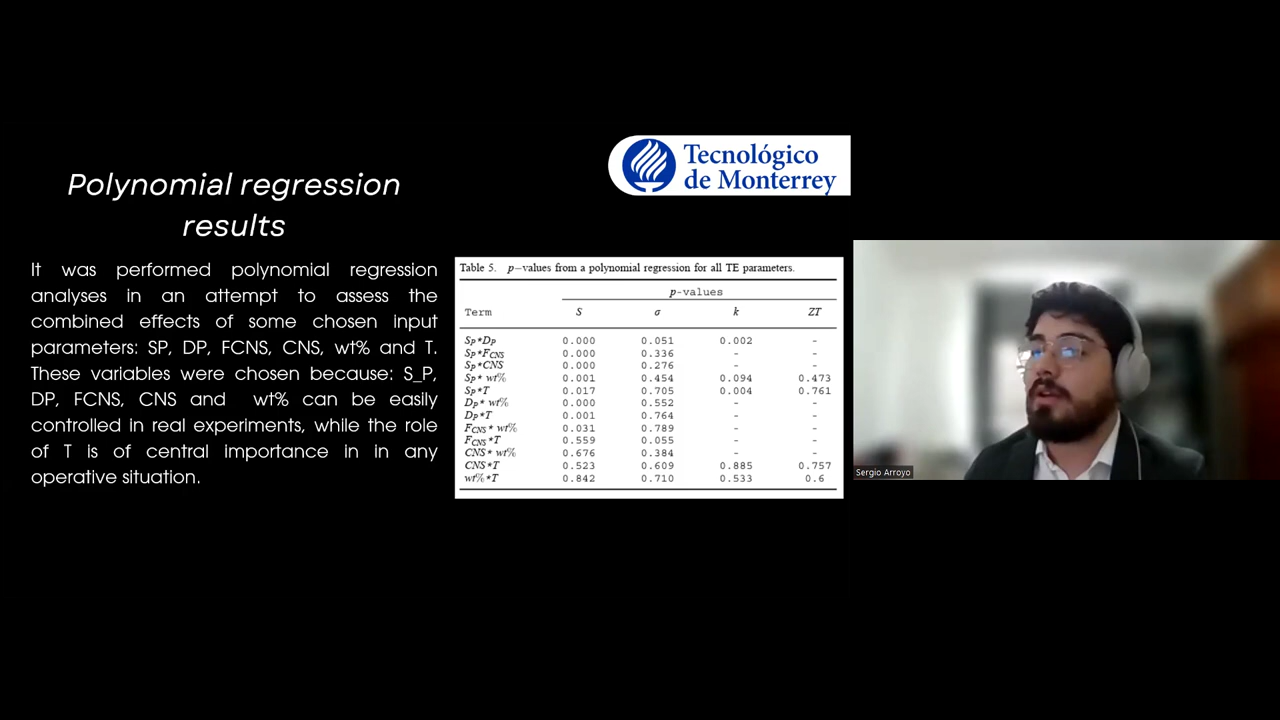 Tecnológico
de Monterrey
Polynomial regression
results
It was performed polynomial regression
analyses in an attempt to assess the
combined effects of some chosen input
parameters: SP, DP, FCNS, CNS, wt% and T.
These variables were chosen because: S_P,
DP, FCNS, CNS and wt% can be easily
controlled in real experiments, while the role
of T is of central importance in in any
operative situation.
Table 5. p−values from a polynomial regression for all TE parameters.
p-values
Term S σ k ZT
SP*DP 0.000 0.051 0.002 -
SP*FCNS 0.000 0.336 - -
SP*CNS 0.000 0.276 - -
SP* wt% 0.001 0.454 0.094 0.473
SP*T 0.017 0.705 0.004 0.761
DP* wt% 0.000 0.552 - -
DP*T 0.001 0.764 - -
FCNS* wt% 0.031 0.789 - -
FCNS*T 0.559 0.055 - -
CNS* wt% 0.676 0.384 - -
CNS*T 0.523 0.609 0.885 0.757
wt%*T 0.842 0.710 0.533 0.6
Sergio Arroyo